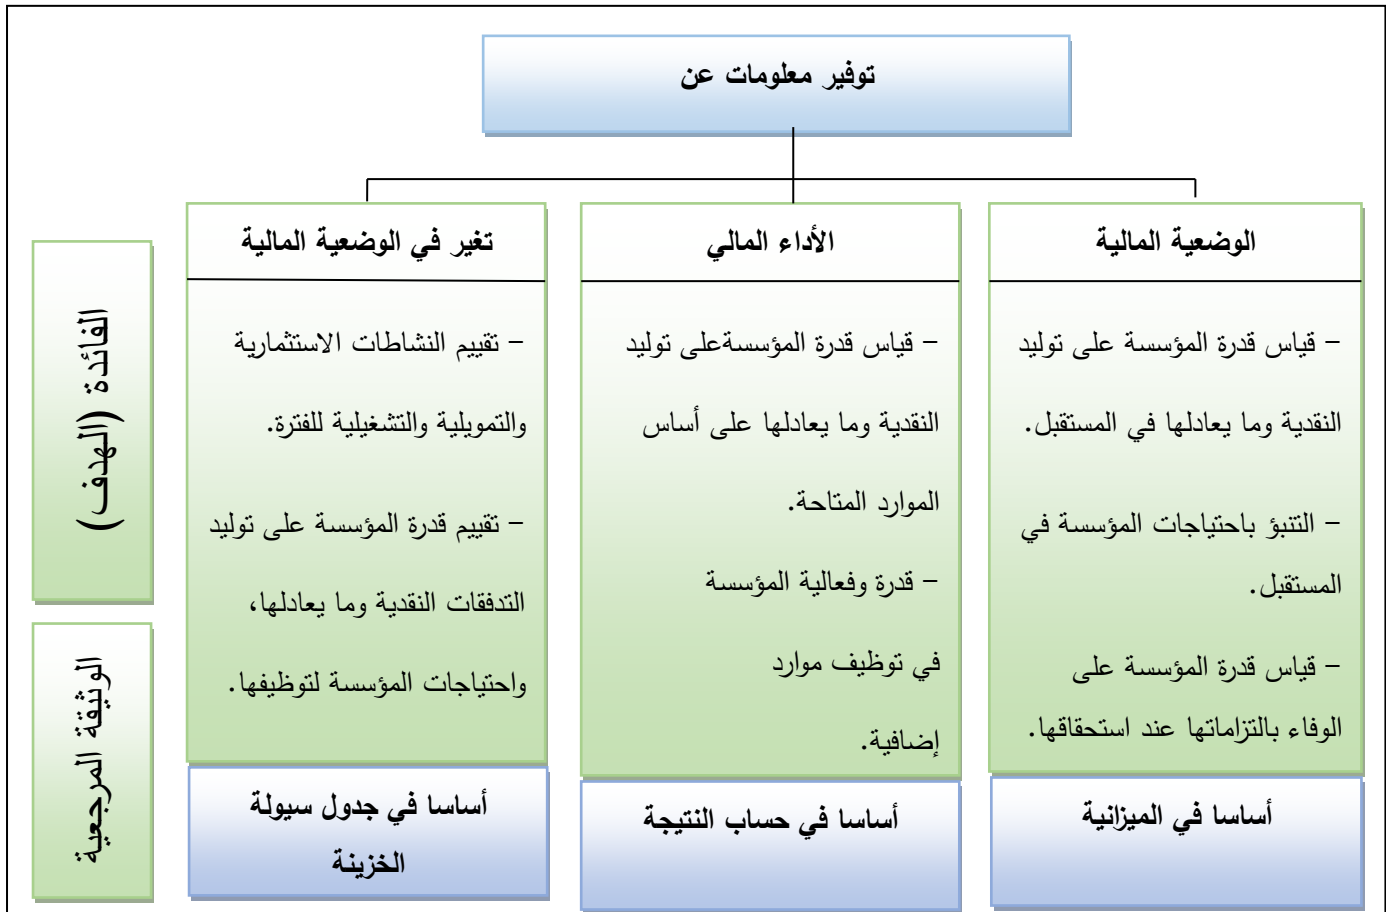 توفير معلومات عن
الوضعية المالية
– قياس قدرة المؤسسة على توليد
النقدية وما يعادلها في المستقبل.
– التنبؤ باحتياجات المؤسسة في
المستقبل.
– قياس قدرة المؤسسة على
الوفاء بالتزاماتها عند استحقاقها.
أساسا في الميزانية
الأداء المالي
– قياس قدرة المؤسسةعلى توليد
النقدية وما يعادلها على أساس
الموارد المتاحة.
– قدرة وفعالية المؤسسة
في توظيف موارد
إضافية.
أساسا في حساب النتيجة
تغير في الوضعية المالية
– تقييم النشاطات الاستثمارية
والتمويلية والتشغيلية للفترة.
– تقييم قدرة المؤسسة على توليد
التدفقات النقدية وما يعادلها،
واحتياجات المؤسسة لتوظيفها.
أساسا في جدول سيولة
الخزينة
الفائدة (الهدف)
الوثيقة المرجعية